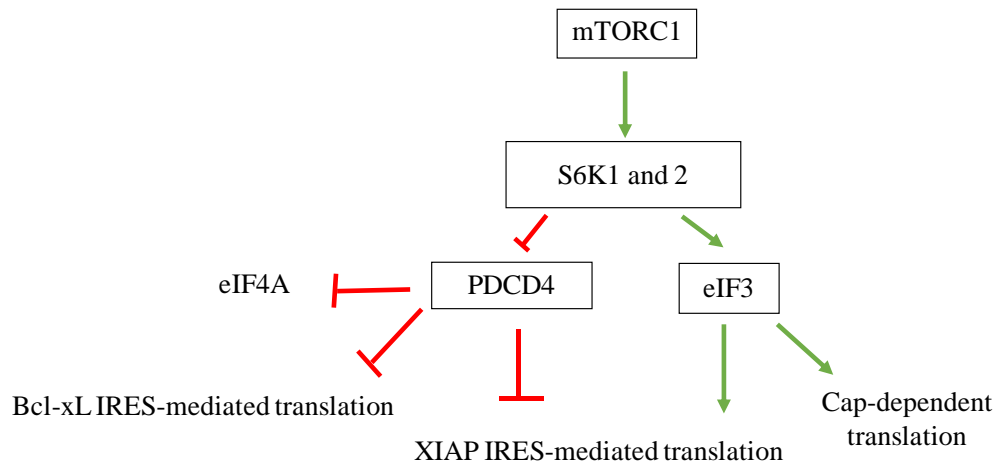 mTORC1
S6K1 and 2
eIF4A
PDCD4
eIF3
Bcl-xL IRES-mediated translation
Cap-dependent
translation
XIAP IRES-mediated translation